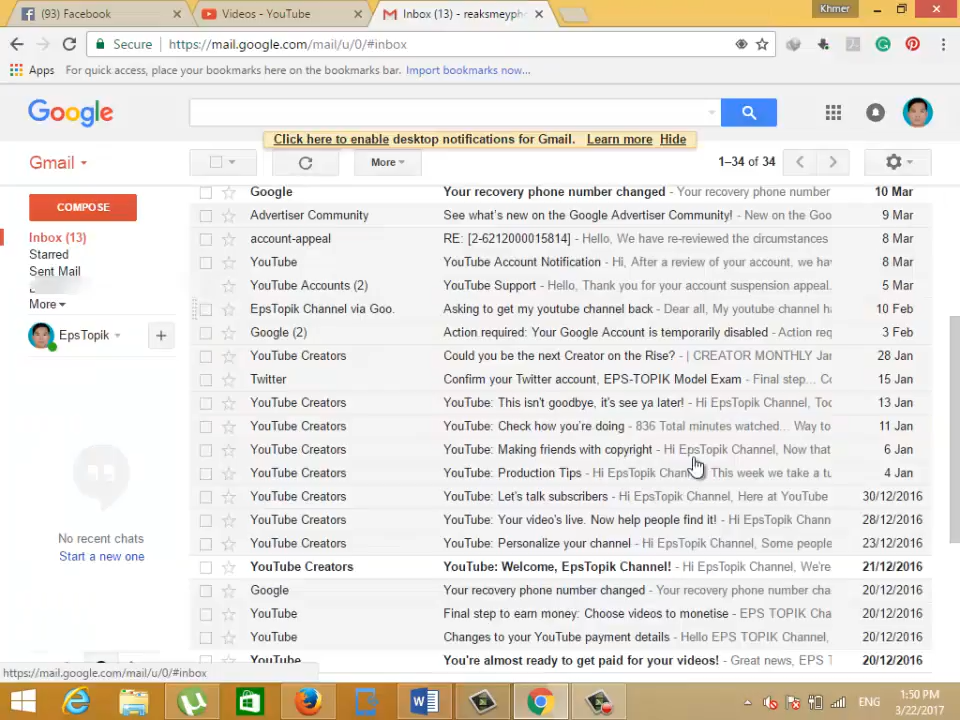 (93) Facebook
Videos - YouTube
Inbox (13) - reaksmeyph
Khmer
Secure
https://mail.google.com/mail/u/0/#inbox
Apps
For quick access, place your bookmarks here on the bookmarks bar. Import bookmarks now...
Google
Click here to enable desktop notifications for Gmail. Learn more Hide
Gmail
More
1–34 of 34
COMPOSE
Inbox (13)
Starred
Sent Mail
More
EpsTopik
No recent chats
Start a new one
Google Your recovery phone number changed - Your recovery phone number 10 Mar
Advertiser Community See what's new on the Google Advertiser Community! - New on the Goo 9 Mar
account-appeal RE: [2-6212000015814] - Hello, We have re-reviewed the circumstances 8 Mar
YouTube YouTube Account Notification - Hi, After a review of your account, we hav 8 Mar
YouTube Accounts (2) YouTube Support - Hello, Thank you for your account suspension appeal. 5 Mar
EpsTopik Channel via Goo. Asking to get my youtube channel back - Dear all, My youtube channel h 10 Feb
Google (2) Action required: Your Google Account is temporarily disabled - Action req 3 Feb
YouTube Creators Could you be the next Creator on the Rise? - | CREATOR MONTHLY Jan 28 Jan
Twitter Confirm your Twitter account, EPS-TOPIK Model Exam - Final step... Co 15 Jan
YouTube Creators YouTube: This isn't goodbye, it's see ya later! - Hi EpsTopik Channel, Toc 13 Jan
YouTube Creators YouTube: Check how you're doing - 836 Total minutes watched... Way to 11 Jan
YouTube Creators YouTube: Making friends with copyright - Hi EpsTopik Channel, Now that 6 Jan
YouTube Creators YouTube: Production Tips - Hi EpsTopik Chan This week we take a tu 4 Jan
YouTube Creators YouTube: Let's talk subscribers - Hi EpsTopik Channel, Here at YouTube 30/12/2016
YouTube Creators YouTube: Your video's live. Now help people find it! - Hi EpsTopik Chann 28/12/2016
YouTube Creators YouTube: Personalize your channel - Hi EpsTopik Channel, Some people 23/12/2016
YouTube Creators YouTube: Welcome, EpsTopik Channel! - Hi EpsTopik Channel, We're 21/12/2016
Google Your recovery phone number changed - Your recovery phone number 20/12/2016
YouTube Final step to earn money: Choose videos to monetise - EPS TOPIK Cha 20/12/2016
YouTube Changes to your YouTube payment details - Hello EPS TOPIK Channel, 20/12/2016
YouTube You're almost ready to get paid for your videos! - Great news, EPS T 20/12/2016
https://mail.google.com/mail/u/0/#inbox
ENG
1:50 PM
3/22/2017